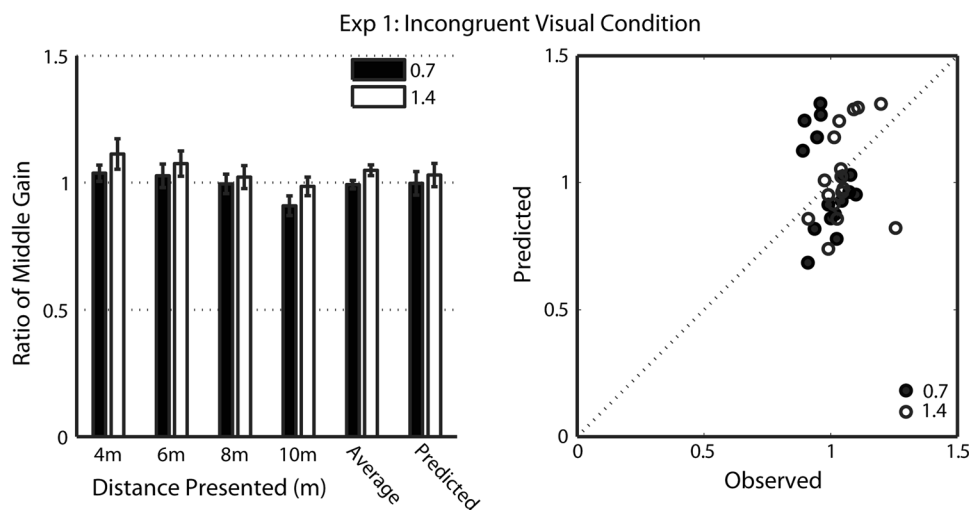 Exp 1: Incongruent Visual Condition
Ratio of Middle Gain
1.5
1
0.5
0
0.7
1.4
4m 6m 8m 10m Average Predicted
Distance Presented (m)
Predicted
1.5
1
0.5
0
0.7
1.4
0 0.5 1 1.5
Observed